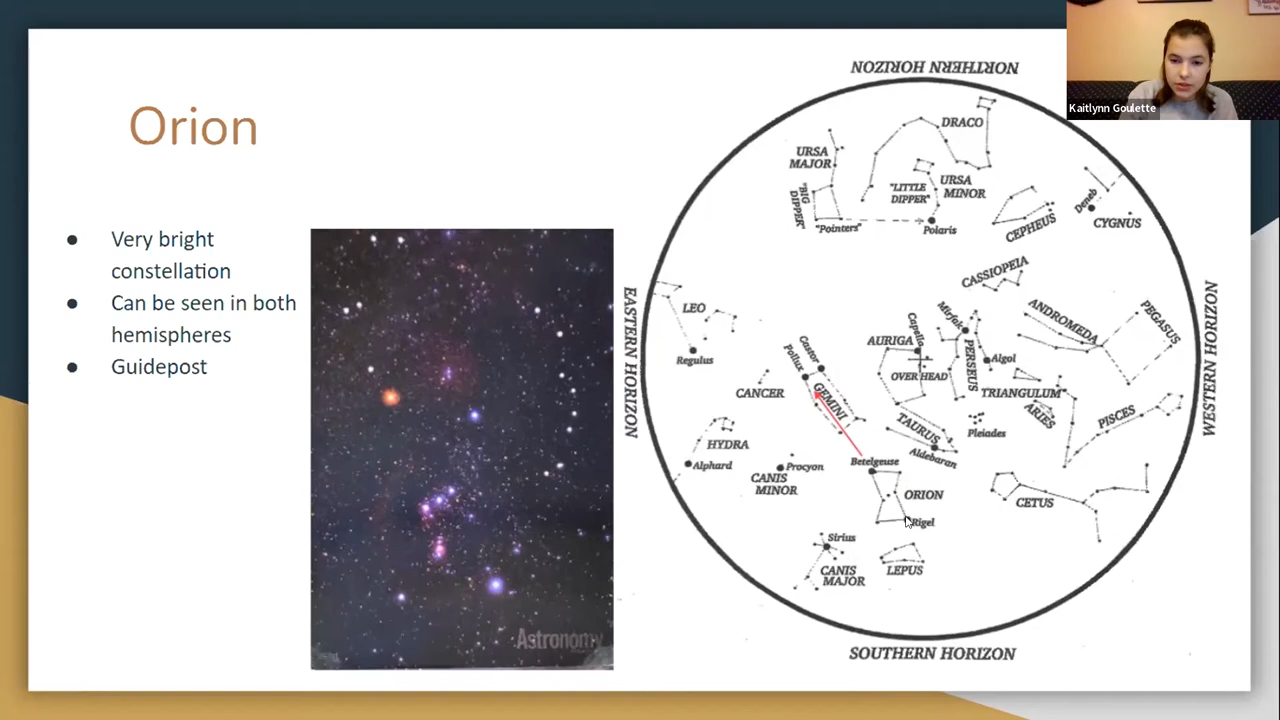 Orion
Very bright
constellation
Can be seen in both
hemispheres
Guidepost
Astronomy
NORTHERN HORIZON
DRACO
URSA
MAJOR
"BIG
DIPPER"
"LITTLE
DIPPER"
URSA
MINOR
"Pointers"
Polaris
CEPHEUS
Deneb
CYGNUS
CASSIOPEIA
EASTERN HORIZON
LEO
Regulus
Castor
Pollux
GEMINI
CANCER
AURIGA
Capella
OVER HEAD
Mirfak
PERSEUS
Algol
ANDROMEDA
PEGASUS
WESTERN HORIZON
TRIANGULUM
ARIES
PISCES
Pleiades
TAURUS
Aldebaran
HYDRA
Alphard
Procyon
CANIS
MINOR
Betelgeuse
ORION
Rigel
CETUS
Sirius
CANIS
MAJOR
LEPUS
SOUTHERN HORIZON
Kaitlynn Goulette